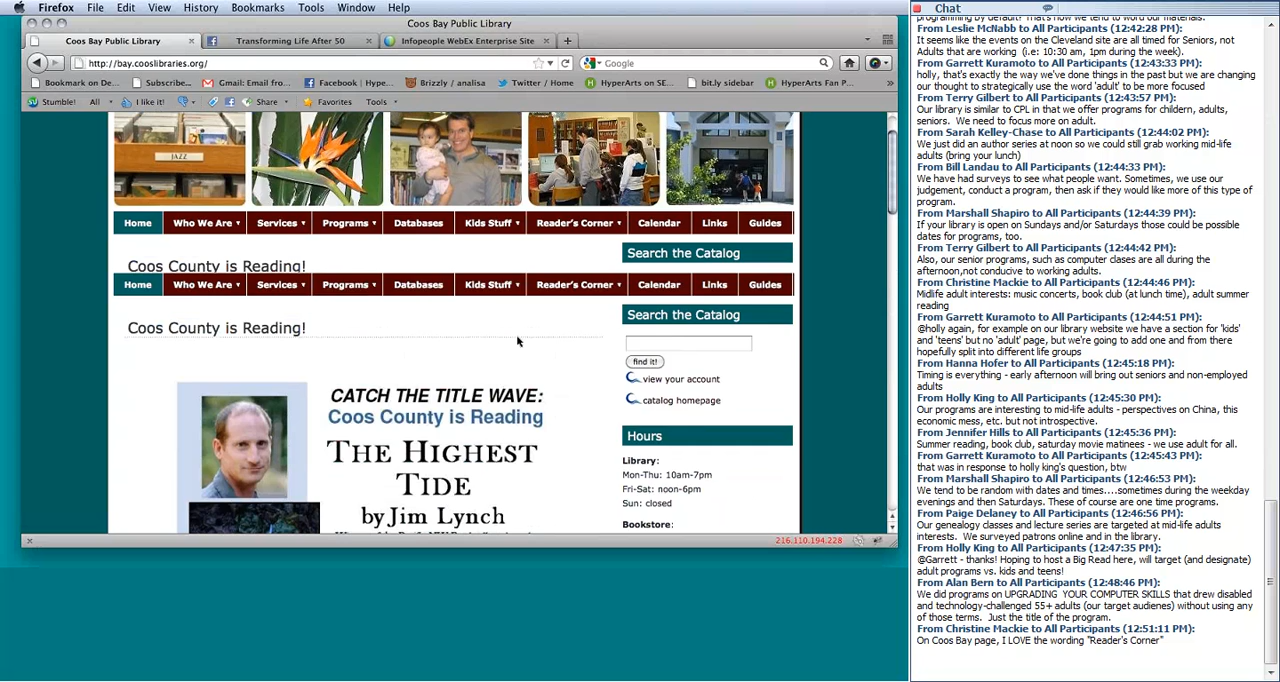 Firefox File Edit View History Bookmarks Tools Window Help
Coos Bay Public Library
Coos Bay Public Library Transforming Life After 50 Infopeople WebEx Enterprise Site
http://bay.cooslibraries.org/ Google
Bookmark on De... Subscribe... Gmail: Email fro... Facebook | Hype... Brizzly / analisa Twitter / Home HyperArts on SE... bit.ly sidebar HyperArts Fan P...
Stumble! All I like it! Share Favorites Tools
JAZZ
Home Who We Are Services Programs Databases Kids Stuff Reader's Corner Calendar Links Guides
Search the Catalog
Coos County is Reading!
Home Who We Are Services Programs Databases Kids Stuff Reader's Corner Calendar Links Guides
Search the Catalog
Coos County is Reading!
find it!
view your account
catalog homepage
CATCH THE TITLE WAVE:
Coos County is Reading
THE HIGHEST
TIDE
by Jim Lynch
Hours
Library:
Mon-Thu: 10am-7pm
Fri-Sat: noon-6pm
Sun: closed
Bookstore:
216.110.194.228
Chat
programming by default? That's how we tend to word our materials.
From Leslie McNabb to All Participants (12:42:28 PM):
It seems like the events on the Cleveland site are all timed for Seniors, not
Adults that are working (i.e: 10:30 am, 1pm during the week).
From Garrett Kuramoto to All Participants (12:43:33 PM):
holly, that's exactly the way we've done things in the past but we are changing
our thought to strategically use the word 'adult' to be more focused
From Terry Gilbert to All Participants (12:43:57 PM):
Our library is similar to CPL in that we offer programs for childern, adults,
seniors. We need to focus more on adult.
From Sarah Kelley-Chase to All Participants (12:44:02 PM):
We just did an author series at noon so we could still grab working mid-life
adults (bring your lunch)
From Bill Landau to All Participants (12:44:33 PM):
We have had surveys to see what people want. Sometimes, we use our
judgement, conduct a program, then ask if they would like more of this type of
program.
From Marshall Shapiro to All Participants (12:44:39 PM):
If your library is open on Sundays and/or Saturdays those could be possible
dates for programs, too.
From Terry Gilbert to All Participants (12:44:42 PM):
Also, our senior programs, such as computer clases are all during the
afternoon,not conducive to working adults.
From Christine Mackie to All Participants (12:44:46 PM):
Midlife adult interests: music concerts, book club (at lunch time), adult summer
reading
From Garrett Kuramoto to All Participants (12:44:51 PM):
@holly again, for example on our library website we have a section for 'kids'
and 'teens' but no 'adult' page, but we're going to add one and from there
hopefully split into different life groups
From Hanna Hofer to All Participants (12:45:18 PM):
Timing is everything - early afternoon will bring out seniors and non-employed
adults
From Holly King to All Participants (12:45:30 PM):
Our programs are interesting to mid-life adults - perspectives on China, this
economic mess, etc. but not introspective.
From Jennifer Hills to All Participants (12:45:36 PM):
Summer reading, book club, saturday movie matinees - we use adult for all.
From Garrett Kuramoto to All Participants (12:45:43 PM):
that was in response to holly king's question, btw
From Marshall Shapiro to All Participants (12:46:53 PM):
We tend to be random with dates and times....sometimes during the weekday
evenings and then Saturdays. These of course are one time programs.
From Paige Delaney to All Participants (12:46:56 PM):
Our genealogy classes and lecture series are targeted at mid-life adults
interests. We surveyed patrons online and in the library.
From Holly King to All Participants (12:47:35 PM):
@Garrett - thanks! Hoping to host a Big Read here, will target (and designate)
adult programs vs. kids and teens!
From Alan Bern to All Participants (12:48:46 PM):
We did programs on UPGRADING YOUR COMPUTER SKILLS that drew disabled
and technology-challenged 55+ adults (our target audienes) without using any
of those terms. Just the title of the program.
From Christine Mackie to All Participants (12:51:11 PM):
On Coos Bay page, I LOVE the wording "Reader's Corner"